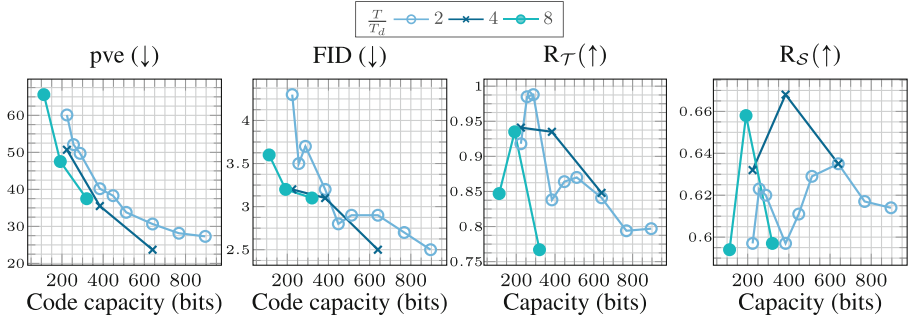 T/T_d 2 4 8
pve (↓) FID (↓) R_𝒯(↑) R_𝒮(↑)
60
50
40
30
20
200 400 600 800
Code capacity (bits)
4
3.5
3
2.5
200 400 600 800
Code capacity (bits)
1
0.95
0.9
0.85
0.8
0.75
200 400 600 800
Capacity (bits)
0.66
0.64
0.62
0.6
200 400 600 800
Capacity (bits)